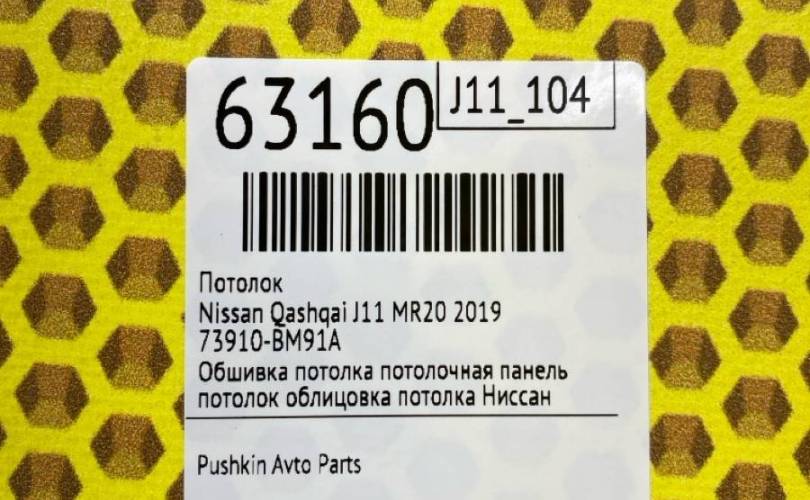 63160
J11_104
Потолок
Nissan Qashqai J11 MR20 2019
73910-BM91A
Обшивка потолка потолочная панель
потолок облицовка потолка Ниссан
Pushkin Avto Parts